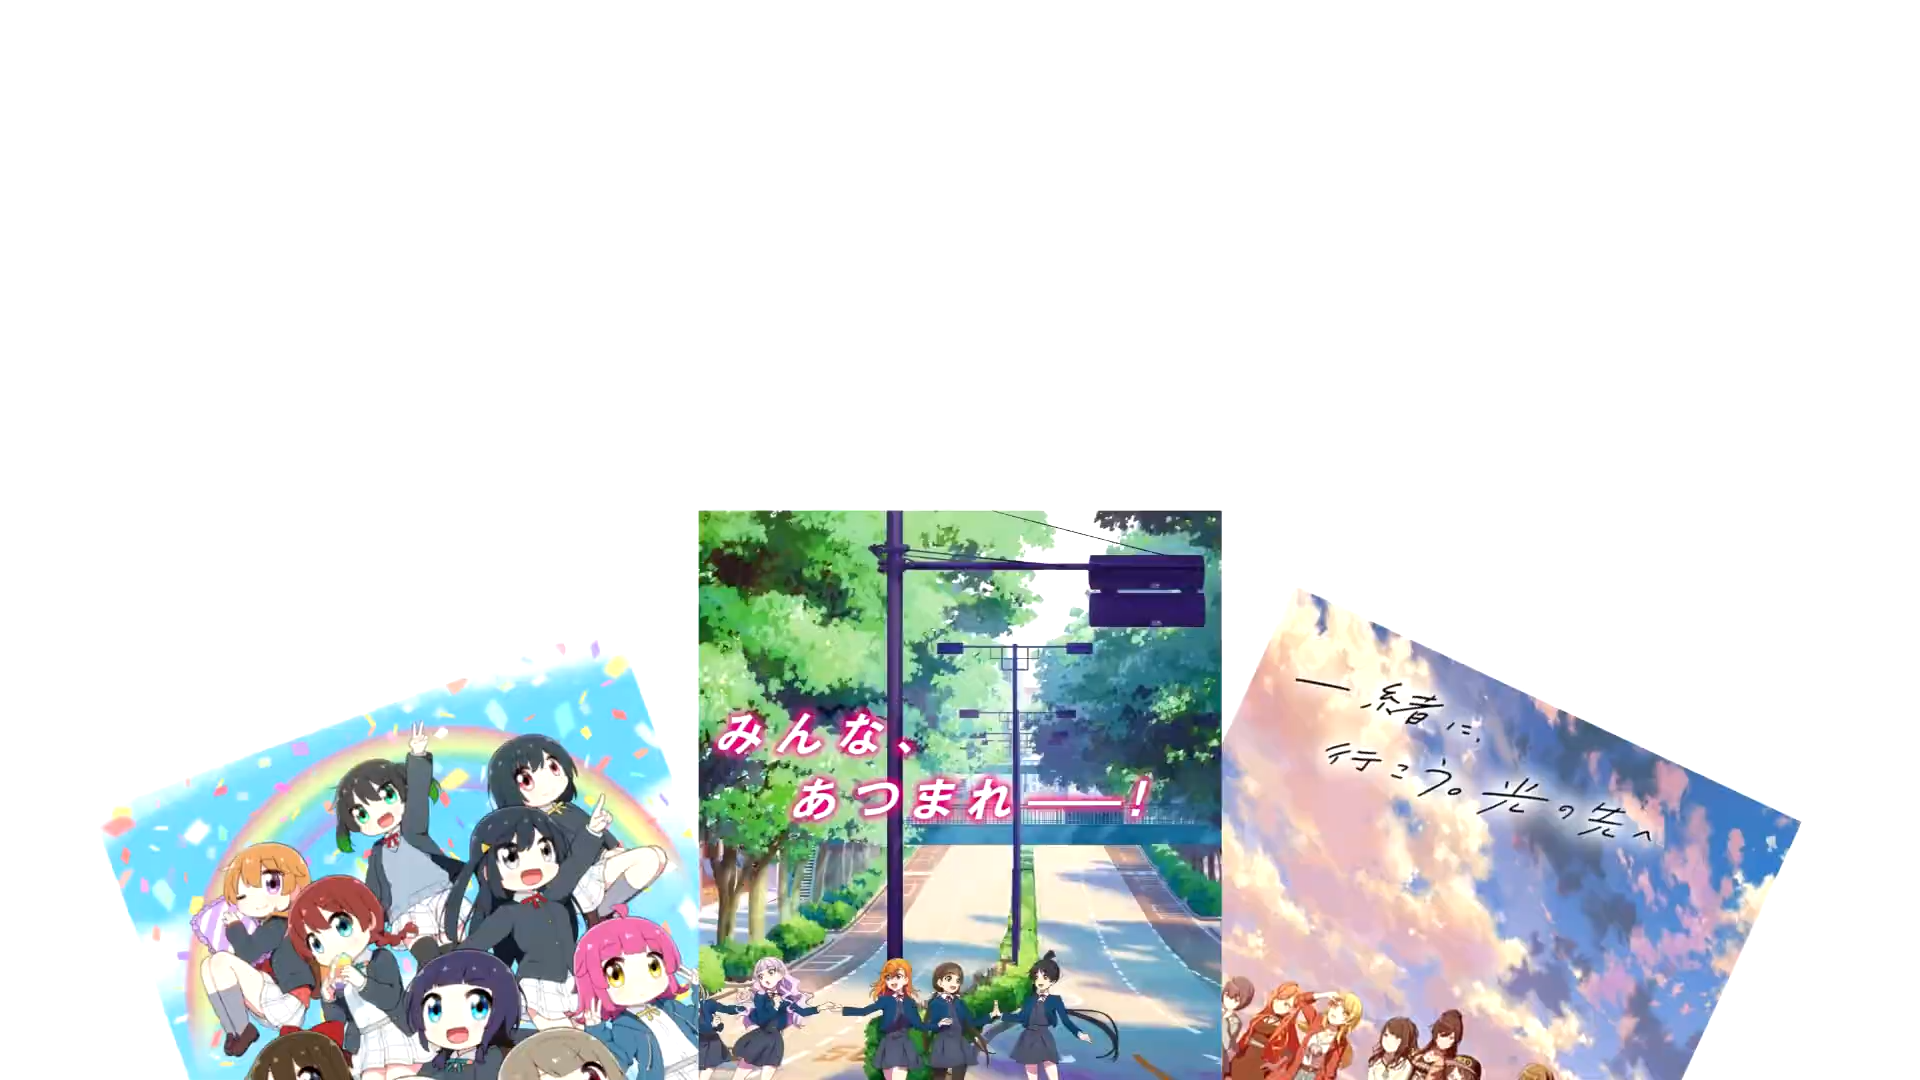 みんな、
あつまれ――!
一緒に、
行こう。光の先へ